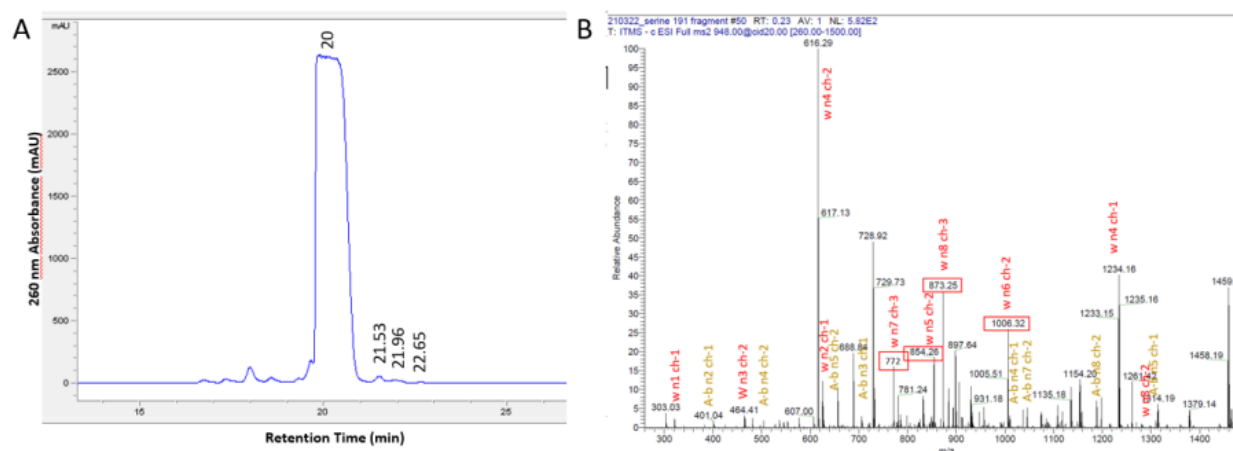 A
mAU
260 nm Absorbance (mAU)
2500
2000
1500
1000
500
0
20
21.53
21.96
22.65
15
20
25
Retention Time (min)
B
210322_serine 191 fragment #50 RT: 0.23 AV: 1 NL: 5.82E2
T: ITMS - c ESI Full ms2 948.00@cid20.00 [260.00-1500.00]
Relative Abundance
100
95
90
85
80
75
70
65
60
55
50
45
40
35
30
25
20
15
10
5
0
616.29
w n4 ch-2
617.13
728.92
729.73
w n8 ch-3
873.25
w n6 ch-2
1006.32
w n4 ch-1
1234.16
1235.16
1233.15
1459
1458.19
w n1 ch-1
303.03
A-b n2 ch-1
401.04
w n3 ch-2
464.41
A-b n4 ch-2
607.00
w n2 ch-1
A-b n5 ch-2
688.84
A-b n3 ch-1
w n7 ch-3
772
781.24
w n5 ch-2
854.26
897.64
931.18
1005.51
A-b n4 ch-1
A-b n7 ch-2
1135.18
1154.20
A-b n8 ch-2
1261.42
w n8 ch-2
A-b n5 ch-1
1314.19
1379.14
300
400
500
600
700
800
900
1000
1100
1200
1300
1400
m/z